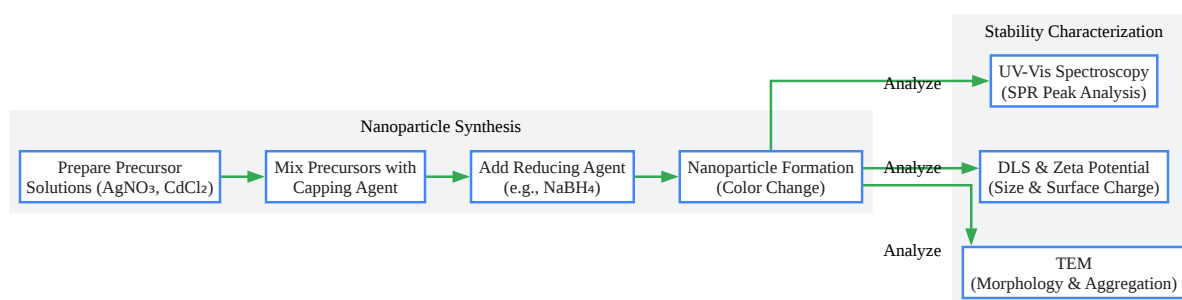 Stability Characterization
UV-Vis Spectroscopy
(SPR Peak Analysis)
Analyze
Nanoparticle Synthesis
Prepare Precursor
Solutions (AgNO₃, CdCl₂)
Mix Precursors with
Capping Agent
Add Reducing Agent
(e.g., NaBH₄)
Nanoparticle Formation
(Color Change)
Analyze
DLS & Zeta Potential
(Size & Surface Charge)
Analyze
TEM
(Morphology & Aggregation)